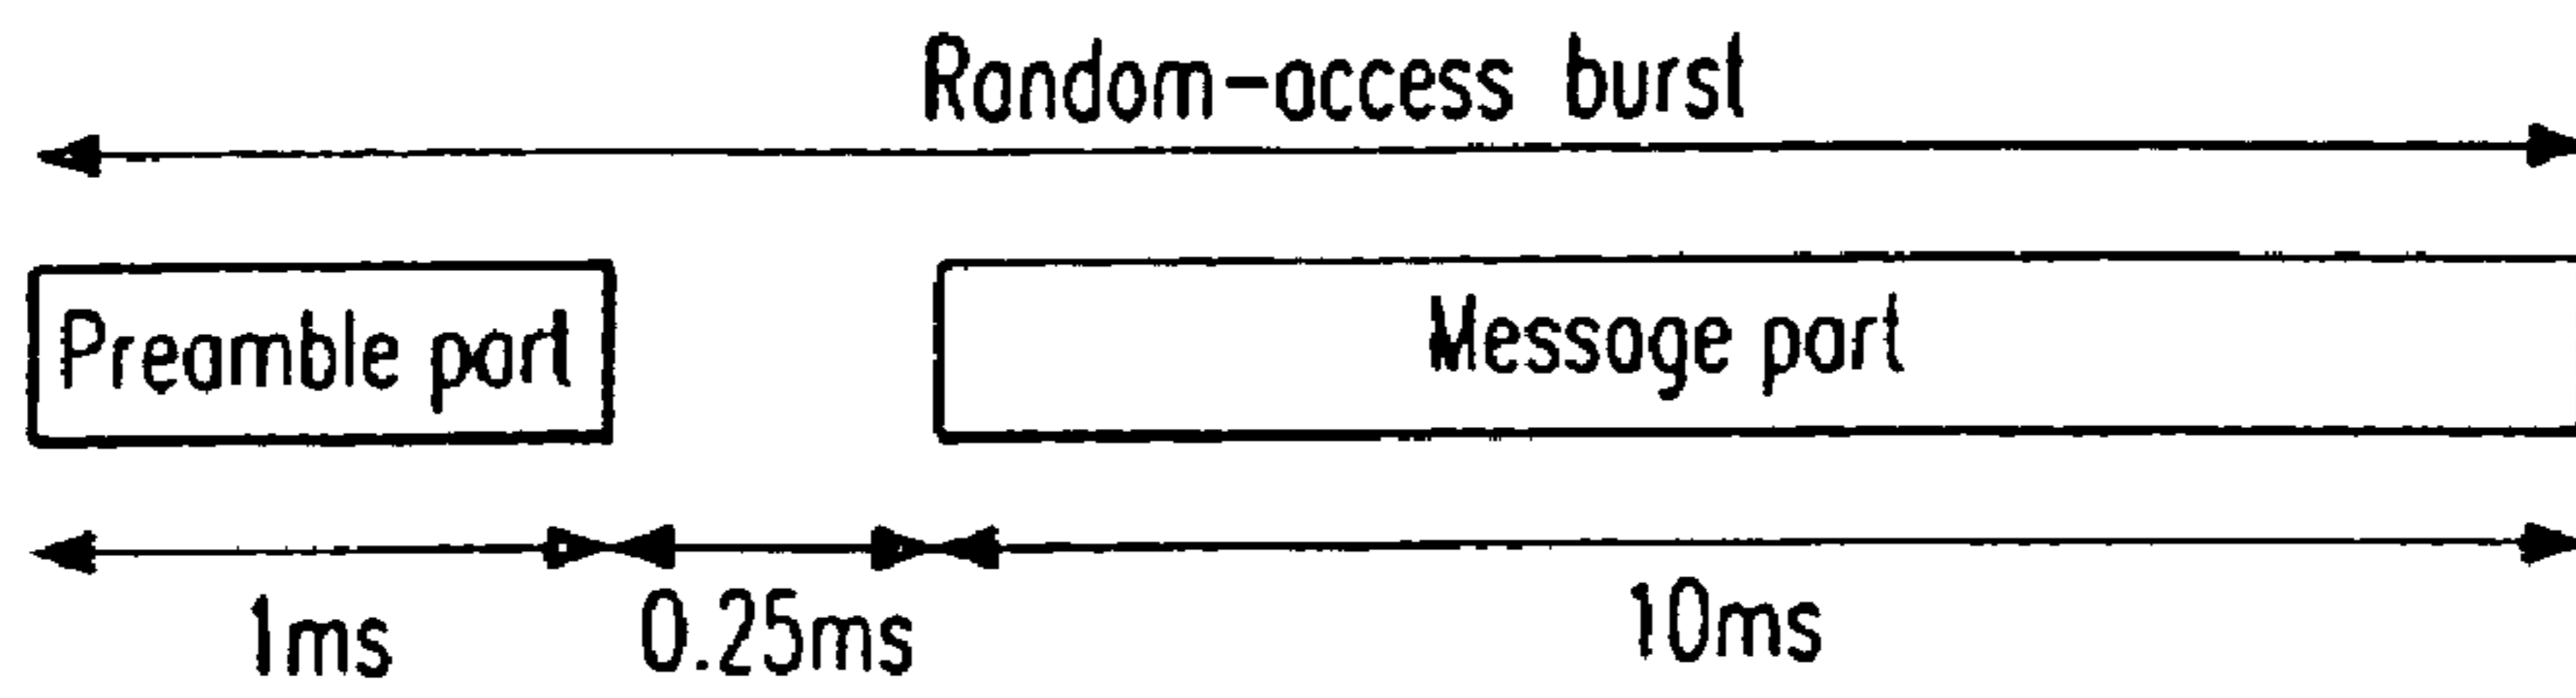 Random-access burst
Preamble part
Message part
1ms
0.25ms
10ms